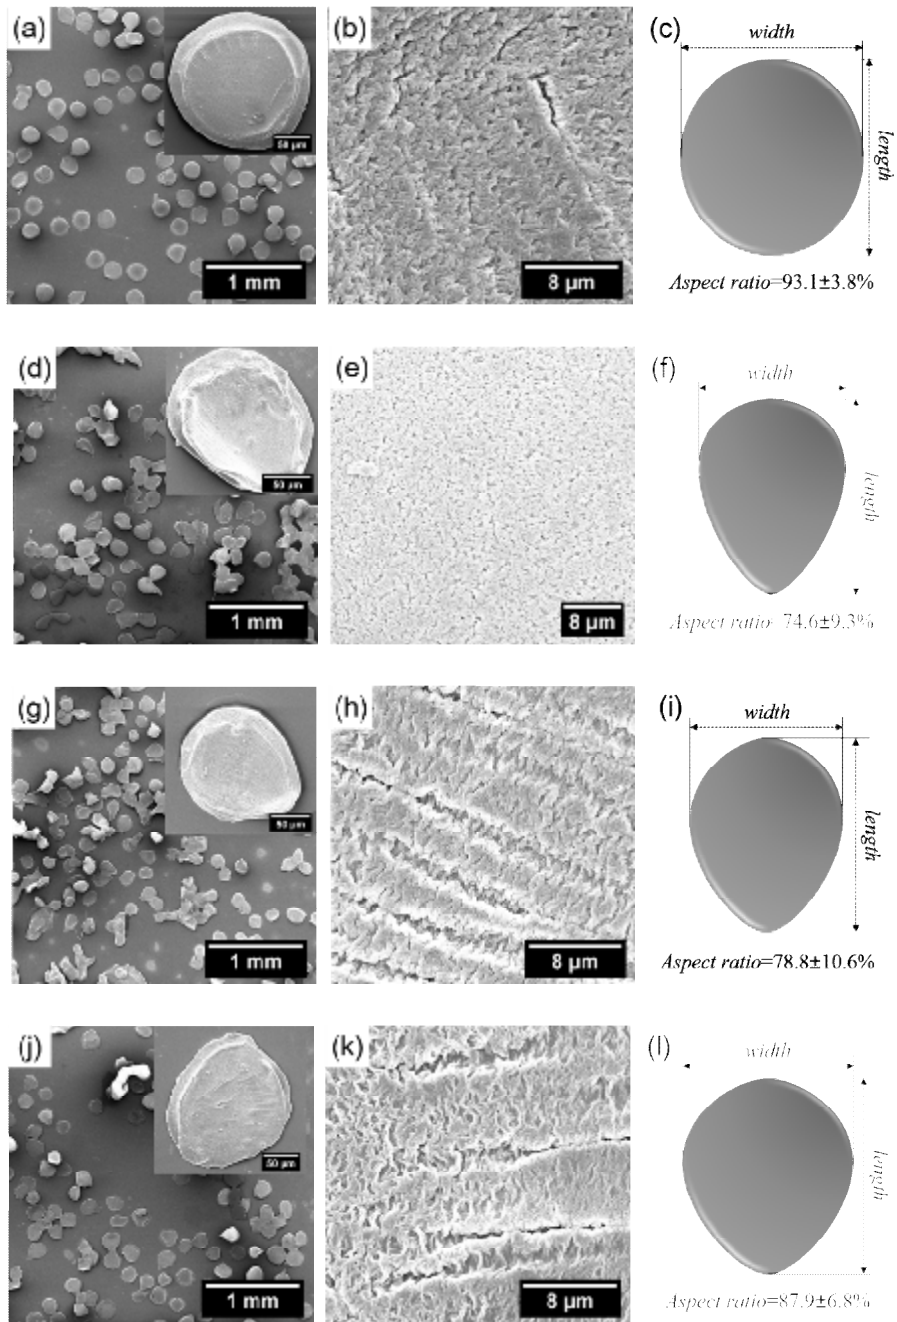 (a)
50 μm
1 mm
(b)
8 μm
(c)
width
length
Aspect ratio=93.1±3.8%
(d)
50 μm
1 mm
(e)
8 μm
(f)
width
length
Aspect ratio=74.6±9.3%
(g)
50 μm
1 mm
(h)
8 μm
(i)
width
length
Aspect ratio=78.8±10.6%
(j)
50 μm
1 mm
(k)
8 μm
(l)
width
length
Aspect ratio=87.9±6.8%